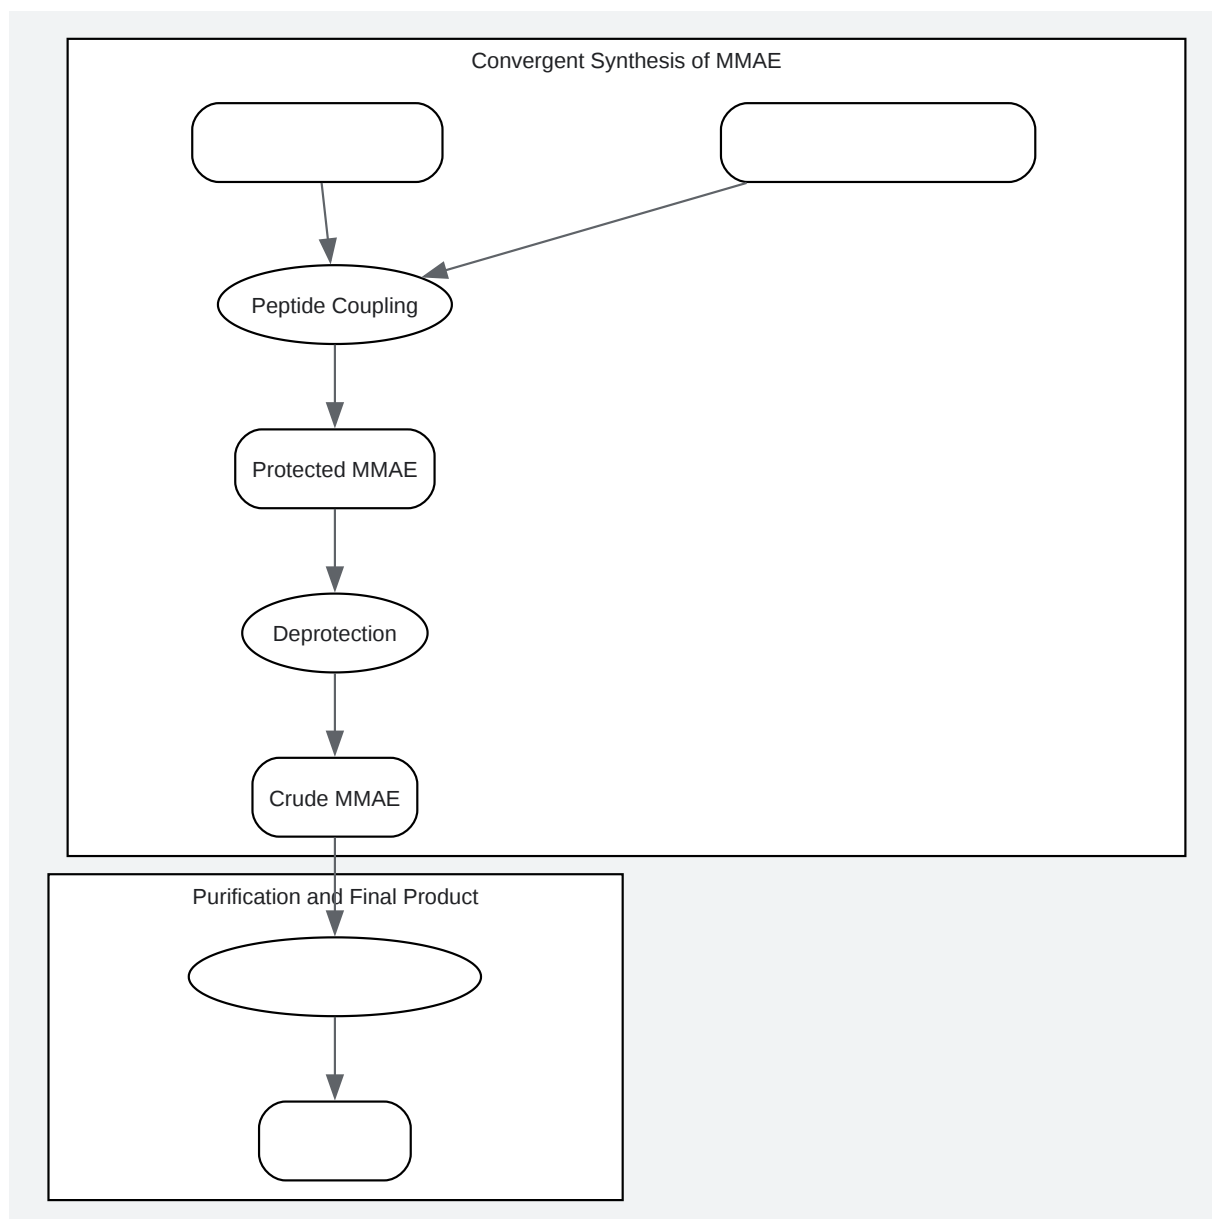 Convergent Synthesis of MMAE
Peptide Coupling
Protected MMAE
Deprotection
Crude MMAE
Purification and Final Product